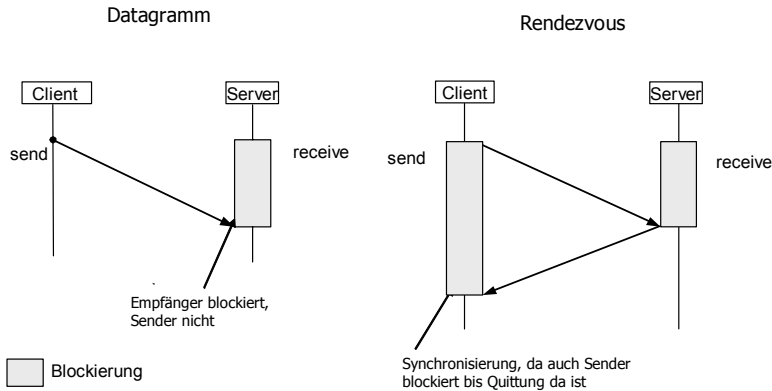 Datagramm
Rendezvous
Client
Server
Client
Server
send
receive
send
receive
Empfänger blockiert,
Sender nicht
Synchronisierung, da auch Sender
blockiert bis Quittung da ist
Blockierung